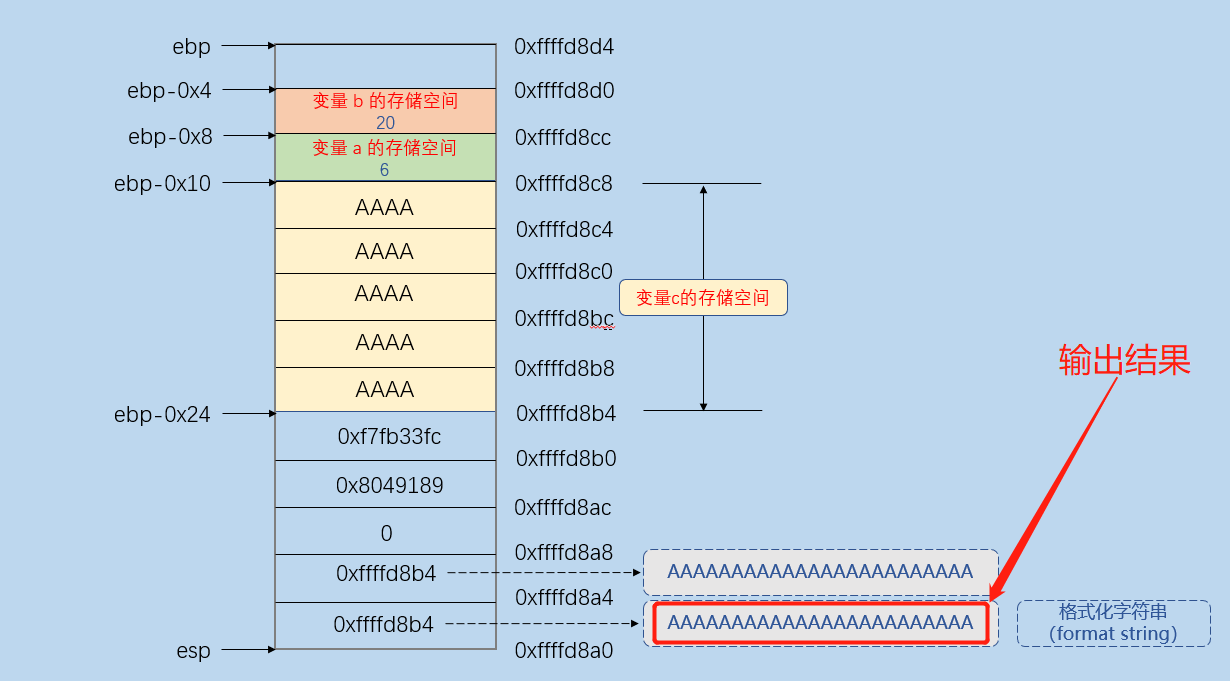 ebp
0xffffd8d4
ebp-0x4
0xffffd8d0
变量 b 的存储空间
20
ebp-0x8
0xffffd8cc
变量 a 的存储空间
6
ebp-0x10
0xffffd8c8
AAAA
0xffffd8c4
AAAA
0xffffd8c0
AAAA
变量c的存储空间
0xffffd8bc
AAAA
输出结果
0xffffd8b8
AAAA
ebp-0x24
0xffffd8b4
0xf7fb33fc
0xffffd8b0
0x8049189
0xffffd8ac
0
0xffffd8a8
0xffffd8b4
AAAAAAAAAAAAAAAAAAAAAAAA
0xffffd8a4
0xffffd8b4
AAAAAAAAAAAAAAAAAAAAAAAA
格式化字符串
（format string）
esp
0xffffd8a0